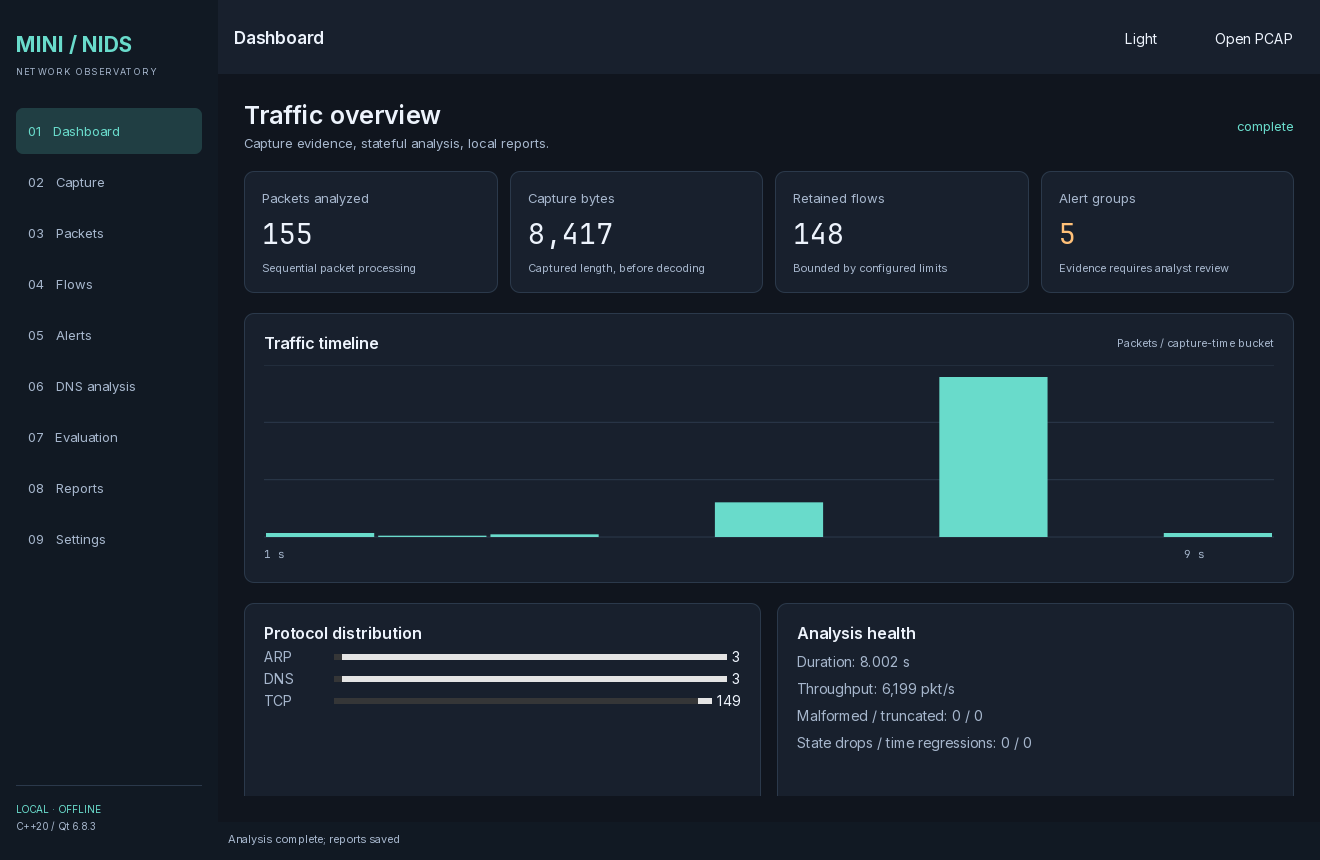 MINI / NIDS
NETWORK OBSERVATORY
01 Dashboard
02 Capture
03 Packets
04 Flows
05 Alerts
06 DNS analysis
07 Evaluation
08 Reports
09 Settings
LOCAL · OFFLINE
C++20 / Qt 6.8.3
Dashboard
Light
Open PCAP
Traffic overview
Capture evidence, stateful analysis, local reports.
complete
Packets analyzed
155
Sequential packet processing
Capture bytes
8,417
Captured length, before decoding
Retained flows
148
Bounded by configured limits
Alert groups
5
Evidence requires analyst review
Traffic timeline
Packets / capture-time bucket
1 s
9 s
Protocol distribution
ARP 3
DNS 3
TCP 149
Analysis health
Duration: 8.002 s
Throughput: 6,199 pkt/s
Malformed / truncated: 0 / 0
State drops / time regressions: 0 / 0
Analysis complete; reports saved